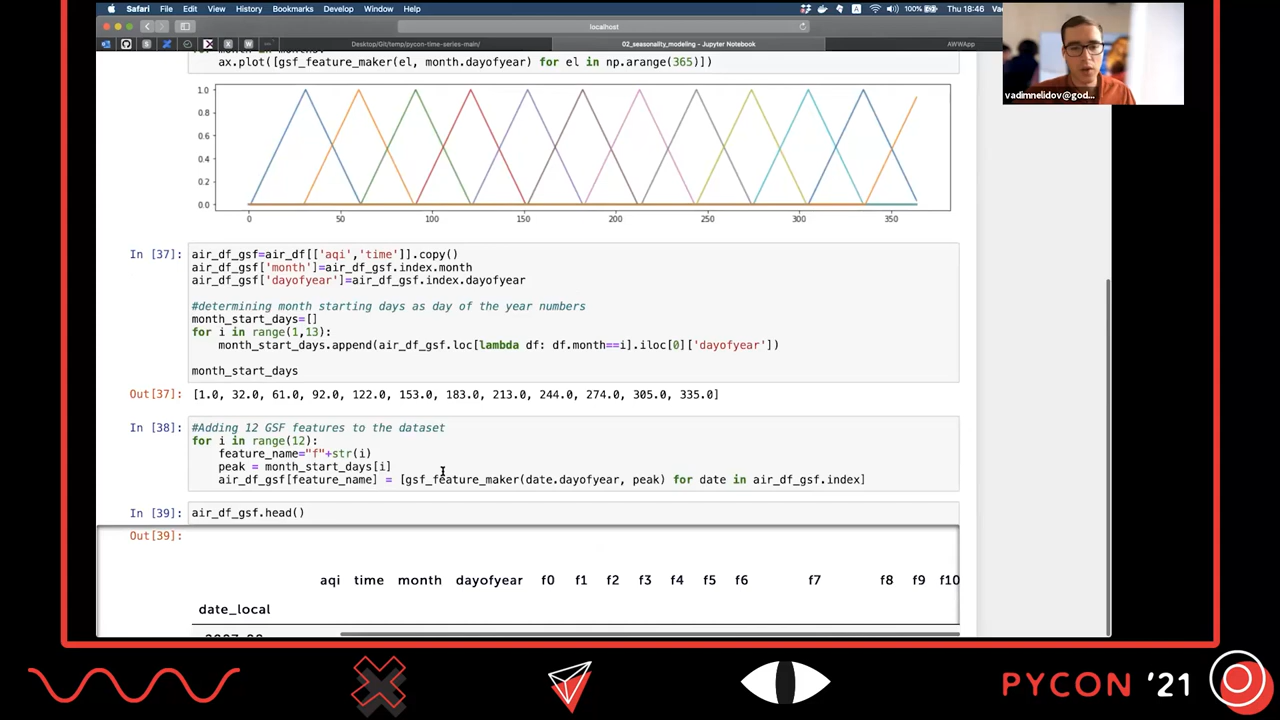 Safari File Edit View History Bookmarks Develop Window Help 100% Thu 18:46
localhost
Desktop/Git/temp/pycon-time-series-main/ 02_seasonality_modeling - Jupyter Notebook AWWApp
vadimnelidov@god...
ax.plot([gsf_feature_maker(el, month.dayofyear) for el in np.arange(365)])
1.0
0.8
0.6
0.4
0.2
0.0
0 50 100 150 200 250 300 350
In [37]: air_df_gsf=air_df[['aqi','time']].copy()
air_df_gsf['month']=air_df_gsf.index.month
air_df_gsf['dayofyear']=air_df_gsf.index.dayofyear
#determining month starting days as day of the year numbers
month_start_days=[]
for i in range(1,13):
month_start_days.append(air_df_gsf.loc[lambda df: df.month==i].iloc[0]['dayofyear'])
month_start_days
Out[37]: [1.0, 32.0, 61.0, 92.0, 122.0, 153.0, 183.0, 213.0, 244.0, 274.0, 305.0, 335.0]
In [38]: #Adding 12 GSF features to the dataset
for i in range(12):
feature_name="f"+str(i)
peak = month_start_days[i]
air_df_gsf[feature_name] = [gsf_feature_maker(date.dayofyear, peak) for date in air_df_gsf.index]
In [39]: air_df_gsf.head()
Out[39]:
aqi time month dayofyear f0 f1 f2 f3 f4 f5 f6 f7 f8 f9 f10
date_local
PYCON '21